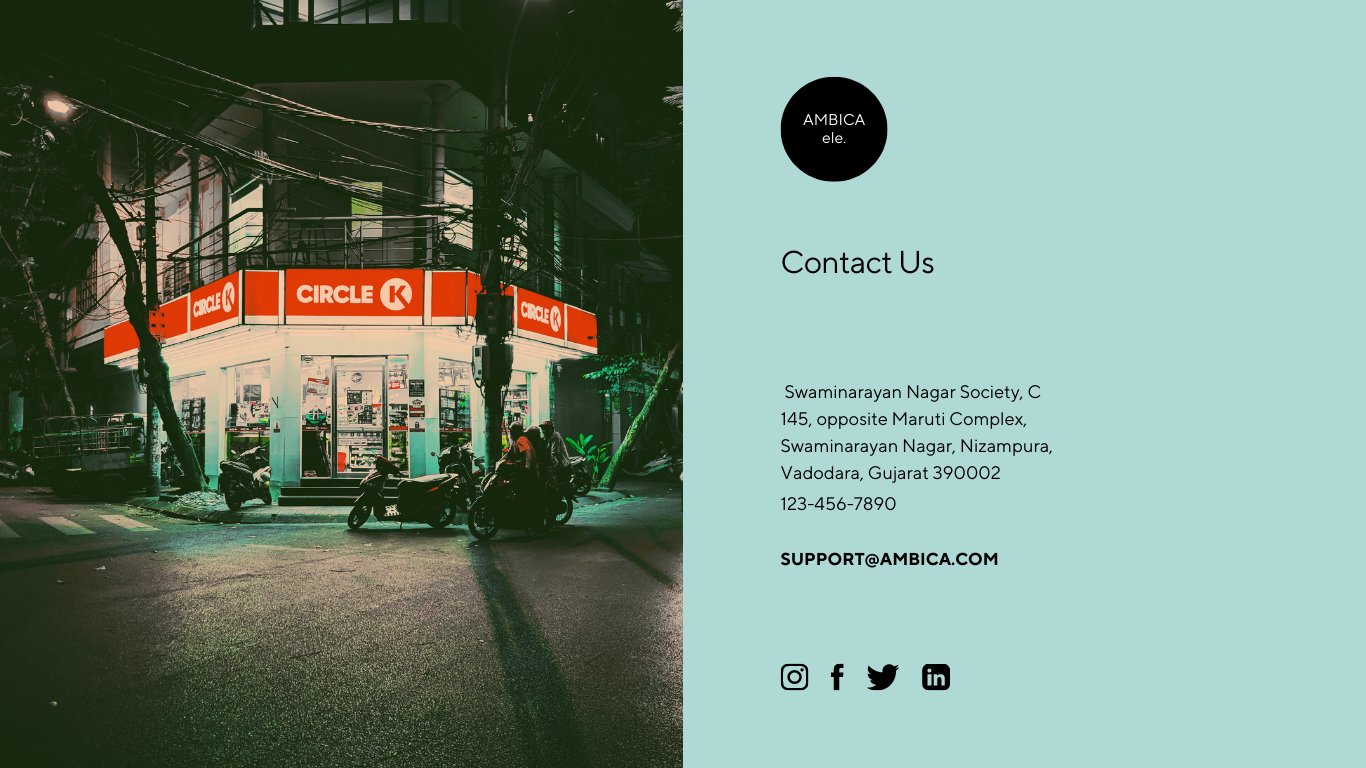 CIRCLE K
CIRCLE K
CIRCLE K
AMBICA
ele.
Contact Us
Swaminarayan Nagar Society, C
145, opposite Maruti Complex,
Swaminarayan Nagar, Nizampura,
Vadodara, Gujarat 390002
123-456-7890
SUPPORT@AMBICA.COM